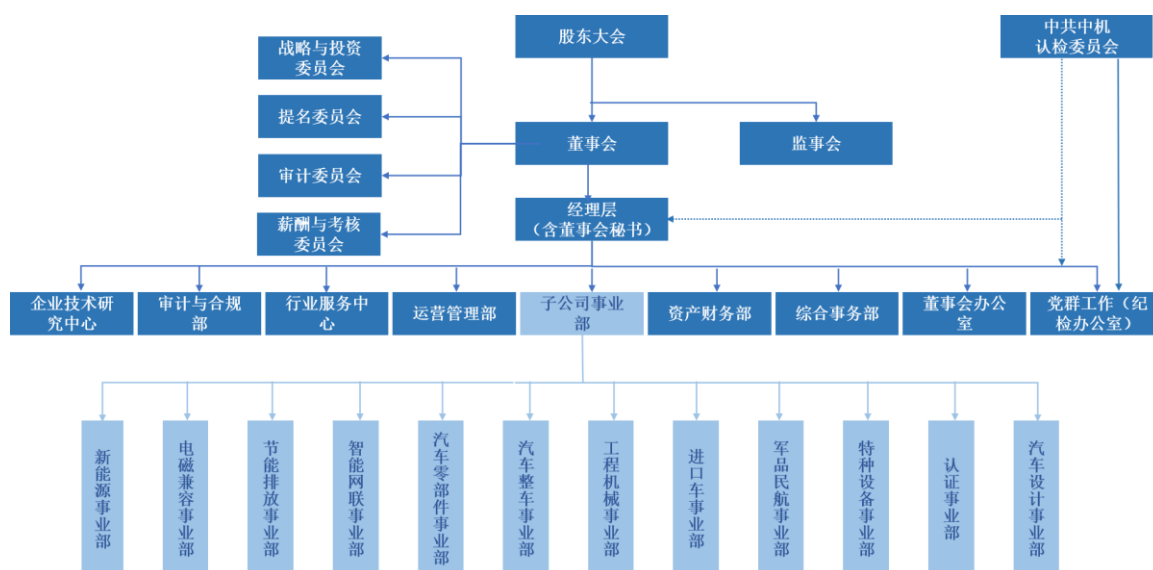 股东大会
中共中机
认检委员会
战略与投资
委员会
提名委员会
董事会
监事会
审计委员会
经理层
（含董事会秘书）
薪酬与考核
委员会
企业技术研
究中心
审计与合规
部
行业服务中
心
运营管理部
子公司事业
部
资产财务部
综合事务部
董事会办公
室
党群工作（纪
检办公室）
新能源事业部
电磁兼容事业部
节能排放事业部
智能网联事业部
汽车零部件事业部
汽车整车事业部
工程机械事业部
进口车事业部
军品民航事业部
特种设备事业部
认证事业部
汽车设计事业部